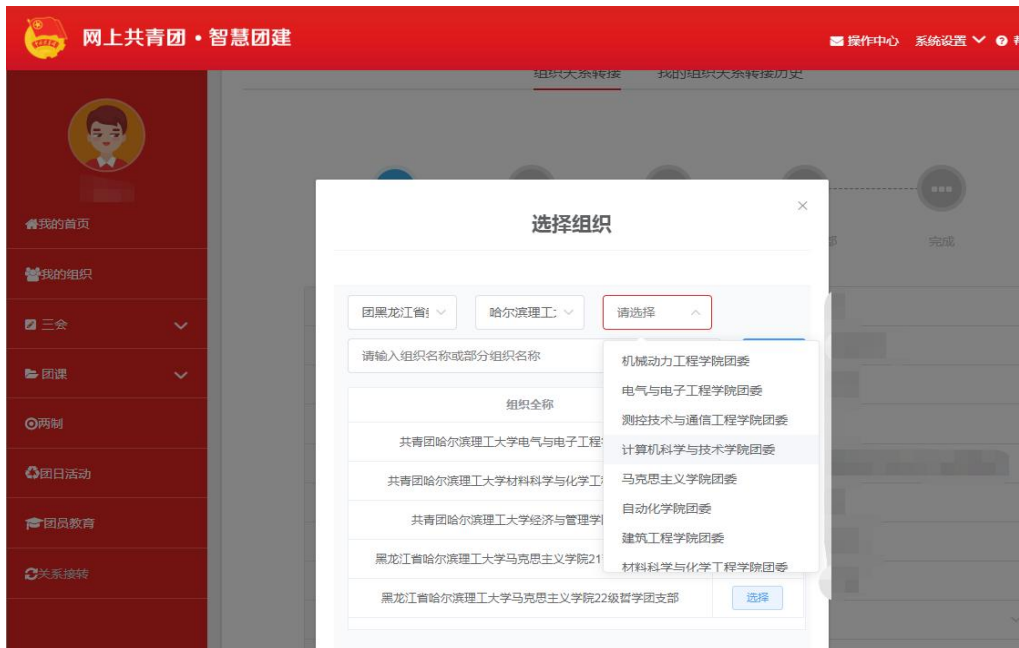 网上共青团·智慧团建
操作中心 系统设置
组织关系转接 我的组织关系转接历史
我的首页
我的组织
三会
团课
两制
团日活动
团员教育
关系接转
完成
选择组织
团黑龙江省 哈尔滨理工 请选择
请输入组织名称或部分组织名称
机械动力工程学院团委
电气与电子工程学院团委
测控技术与通信工程学院团委
计算机科学与技术学院团委
马克思主义学院团委
自动化学院团委
建筑工程学院团委
材料科学与化学工程学院团委
组织全称
共青团哈尔滨理工大学电气与电子工程
共青团哈尔滨理工大学材料科学与化学工
共青团哈尔滨理工大学经济与管理学
黑龙江省哈尔滨理工大学马克思主义学院21
黑龙江省哈尔滨理工大学马克思主义学院22级哲学团支部 选择